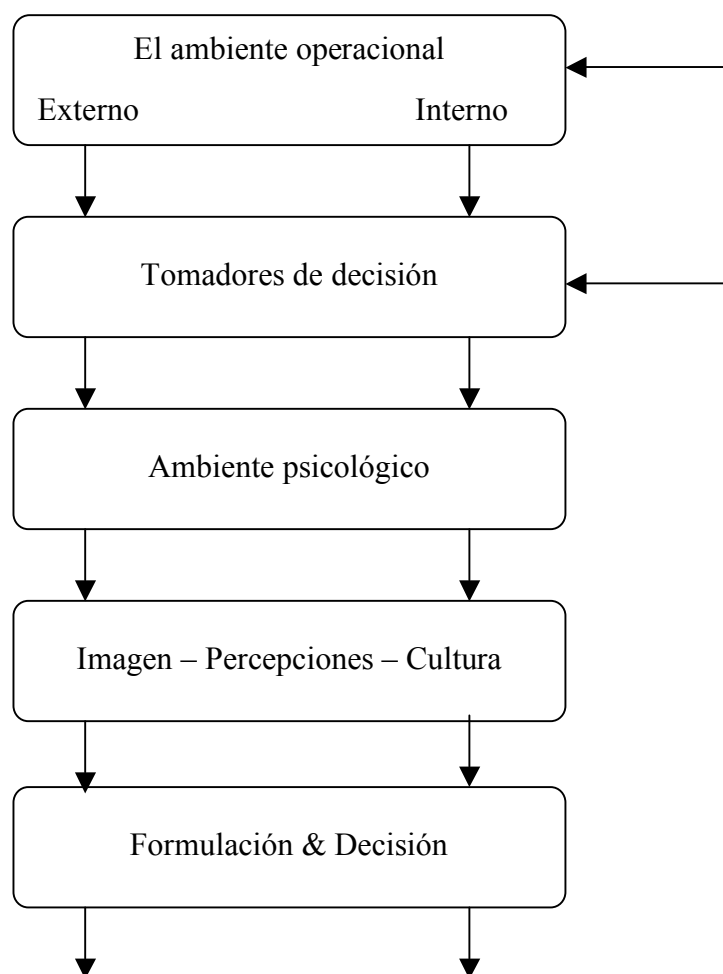 El ambiente operacional
Externo Interno
Tomadores de decisión
Ambiente psicológico
Imagen – Percepciones – Cultura
Formulación & Decisión